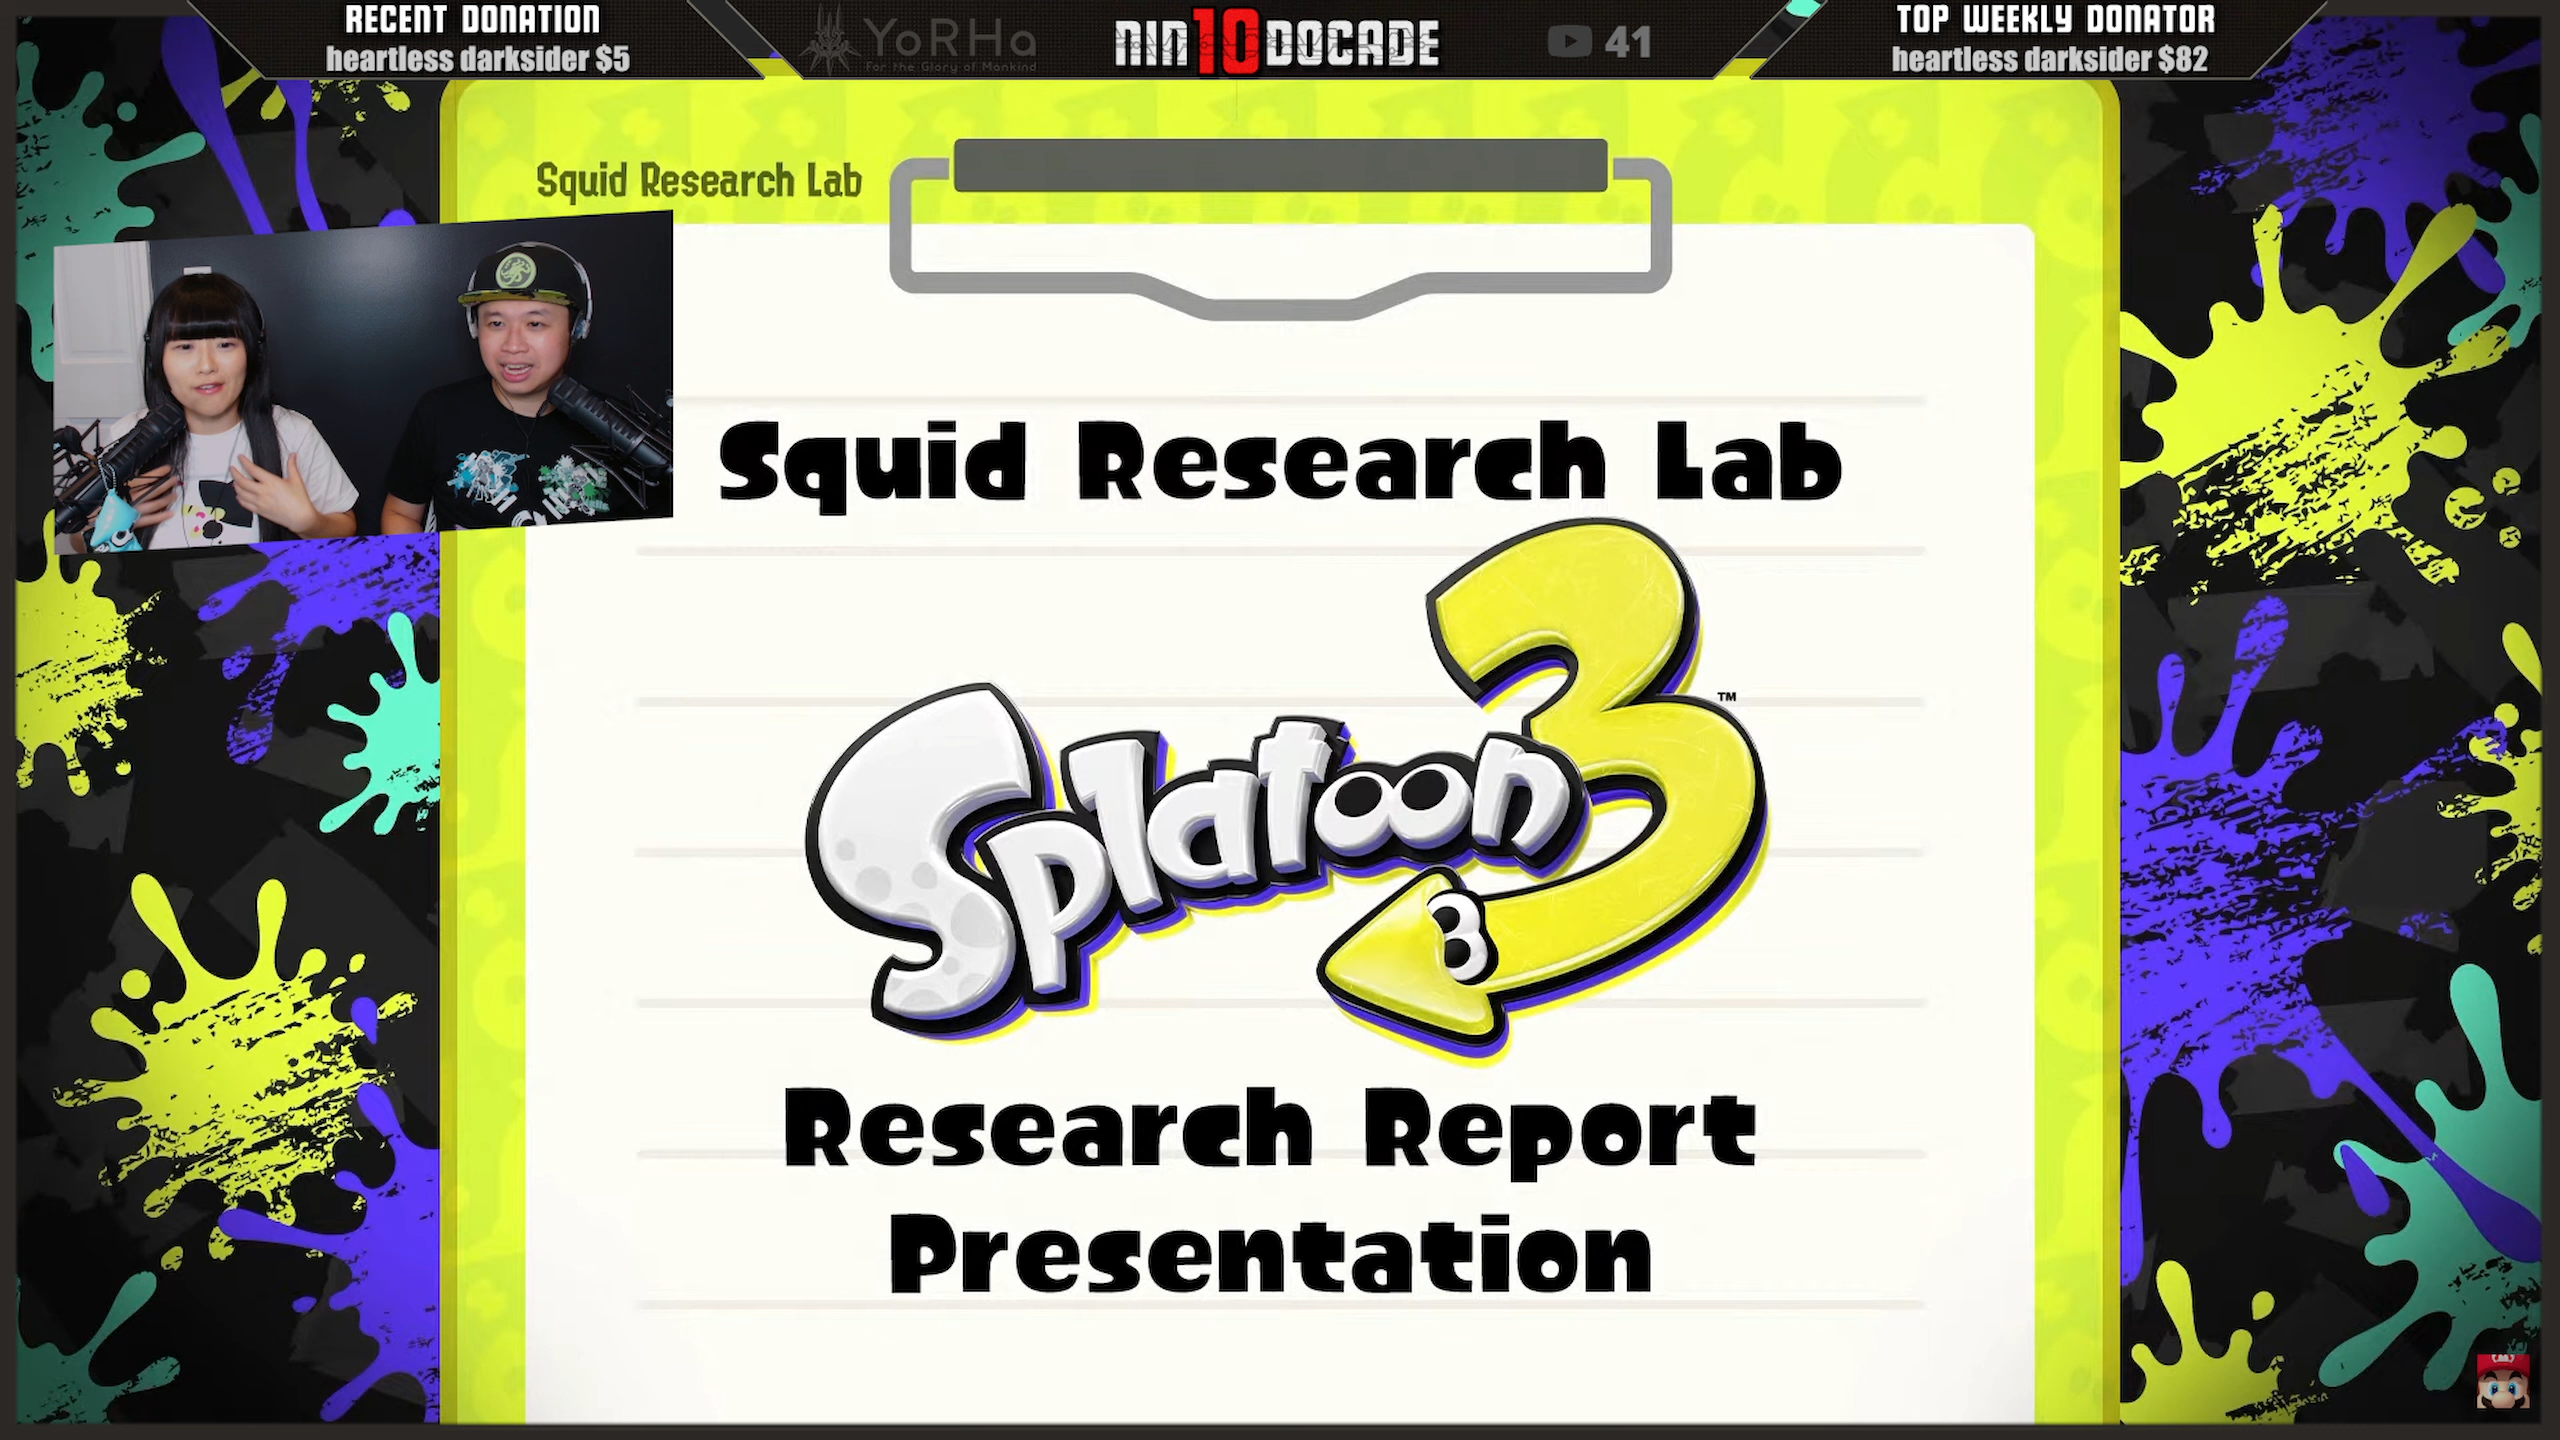 RECENT DONATION
heartless darksider $5
YoRHa
For the Glory of Mankind
NIN10DOCADE
41
TOP WEEKLY DONATOR
heartless darksider $82
Squid Research Lab
Squid Research Lab
Splatoon 3
™
Research Report
Presentation